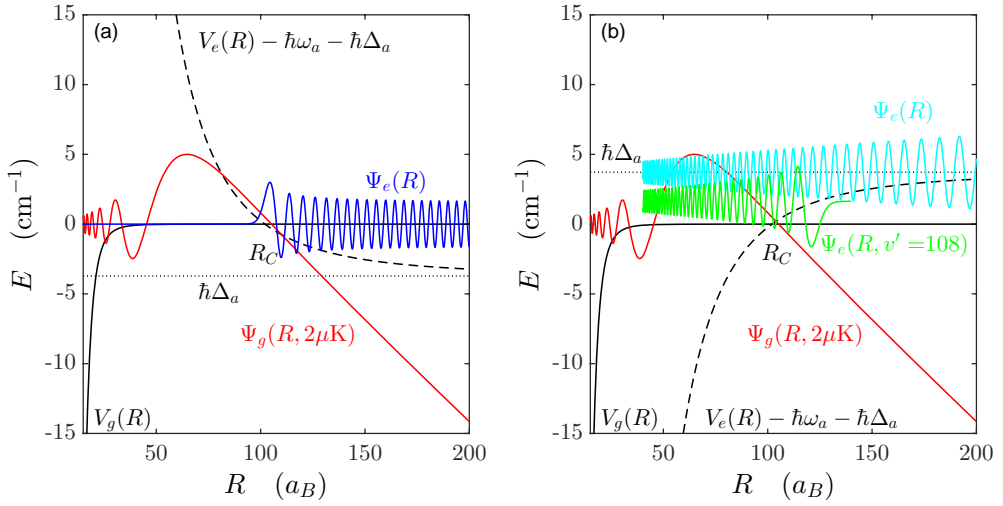 (a)
V_e(R) − ħω_a − ħΔ_a
Ψ_e(R)
R_C
ħΔ_a
Ψ_g(R, 2μK)
V_g(R)
15
10
5
0
-5
-10
-15
E (cm⁻¹)
50
100
150
200
R (a_B)
(b)
Ψ_e(R)
ħΔ_a
Ψ_e(R, v′ =108)
R_C
Ψ_g(R, 2μK)
V_g(R)
V_e(R) − ħω_a − ħΔ_a
15
10
5
0
-5
-10
-15
E (cm⁻¹)
50
100
150
200
R (a_B)